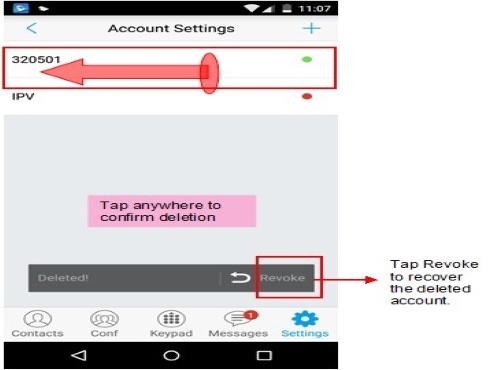 11:07
Account Settings
320501
IPV
Tap anywhere to
confirm deletion
Deleted!
Revoke
Tap Revoke
to recover
the deleted
account.
1
Contacts
Conf
Keypad
Messages
Settings